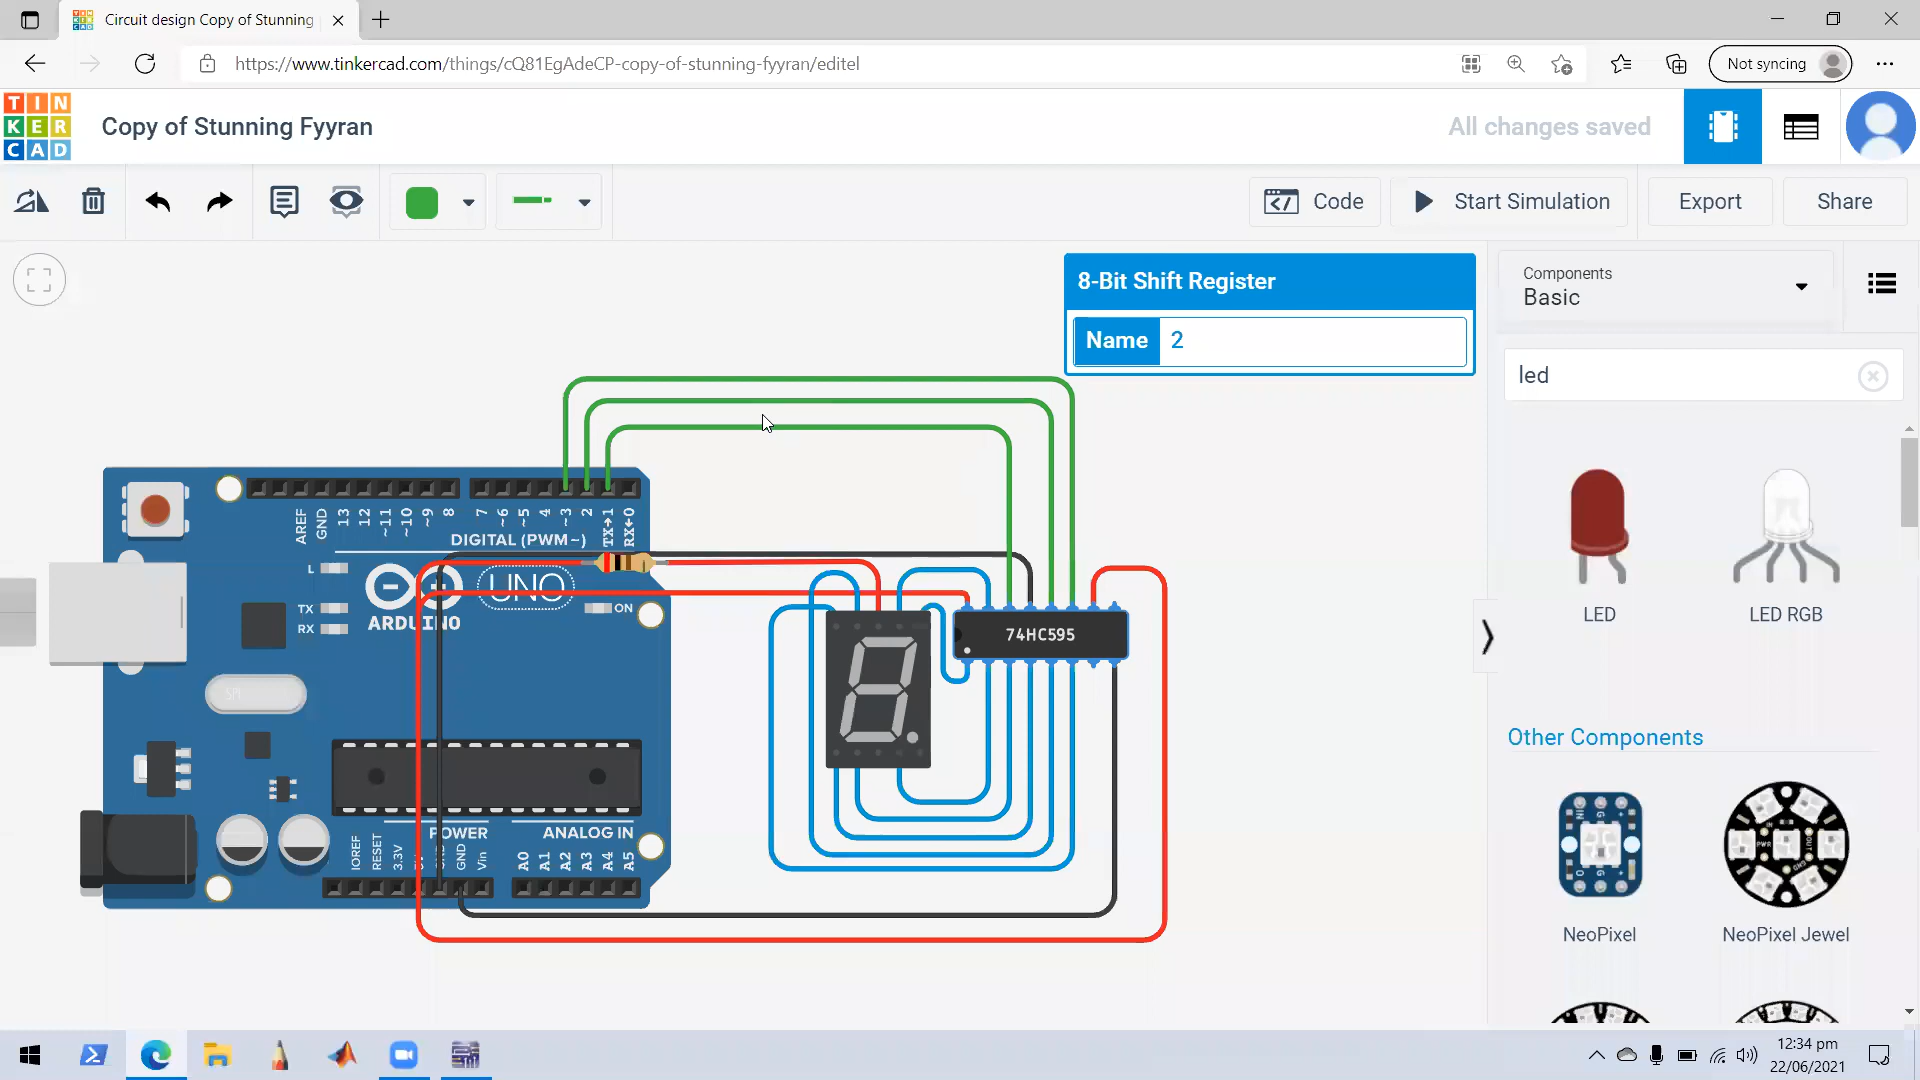 Circuit design Copy of Stunning
https://www.tinkercad.com/things/cQ81EgAdeCP-copy-of-stunning-fyyran/editel
Not syncing
TIN
KER
CAD
Copy of Stunning Fyyran
All changes saved
Code
Start Simulation
Export
Share
8-Bit Shift Register
Name 2
Components
Basic
led
LED
LED RGB
Other Components
NeoPixel
NeoPixel Jewel
AREF
GND
13
12
~11
~10
~9
8
7
~6
~5
4
~3
2
TX→1
RX←0
DIGITAL (PWM~)
L
TX
RX
UNO
ON
ARDUINO
74HC595
POWER
ANALOG IN
IOREF
RESET
3.3V
GND
Vin
A0
A1
A2
A3
A4
A5
12:34 pm
22/06/2021